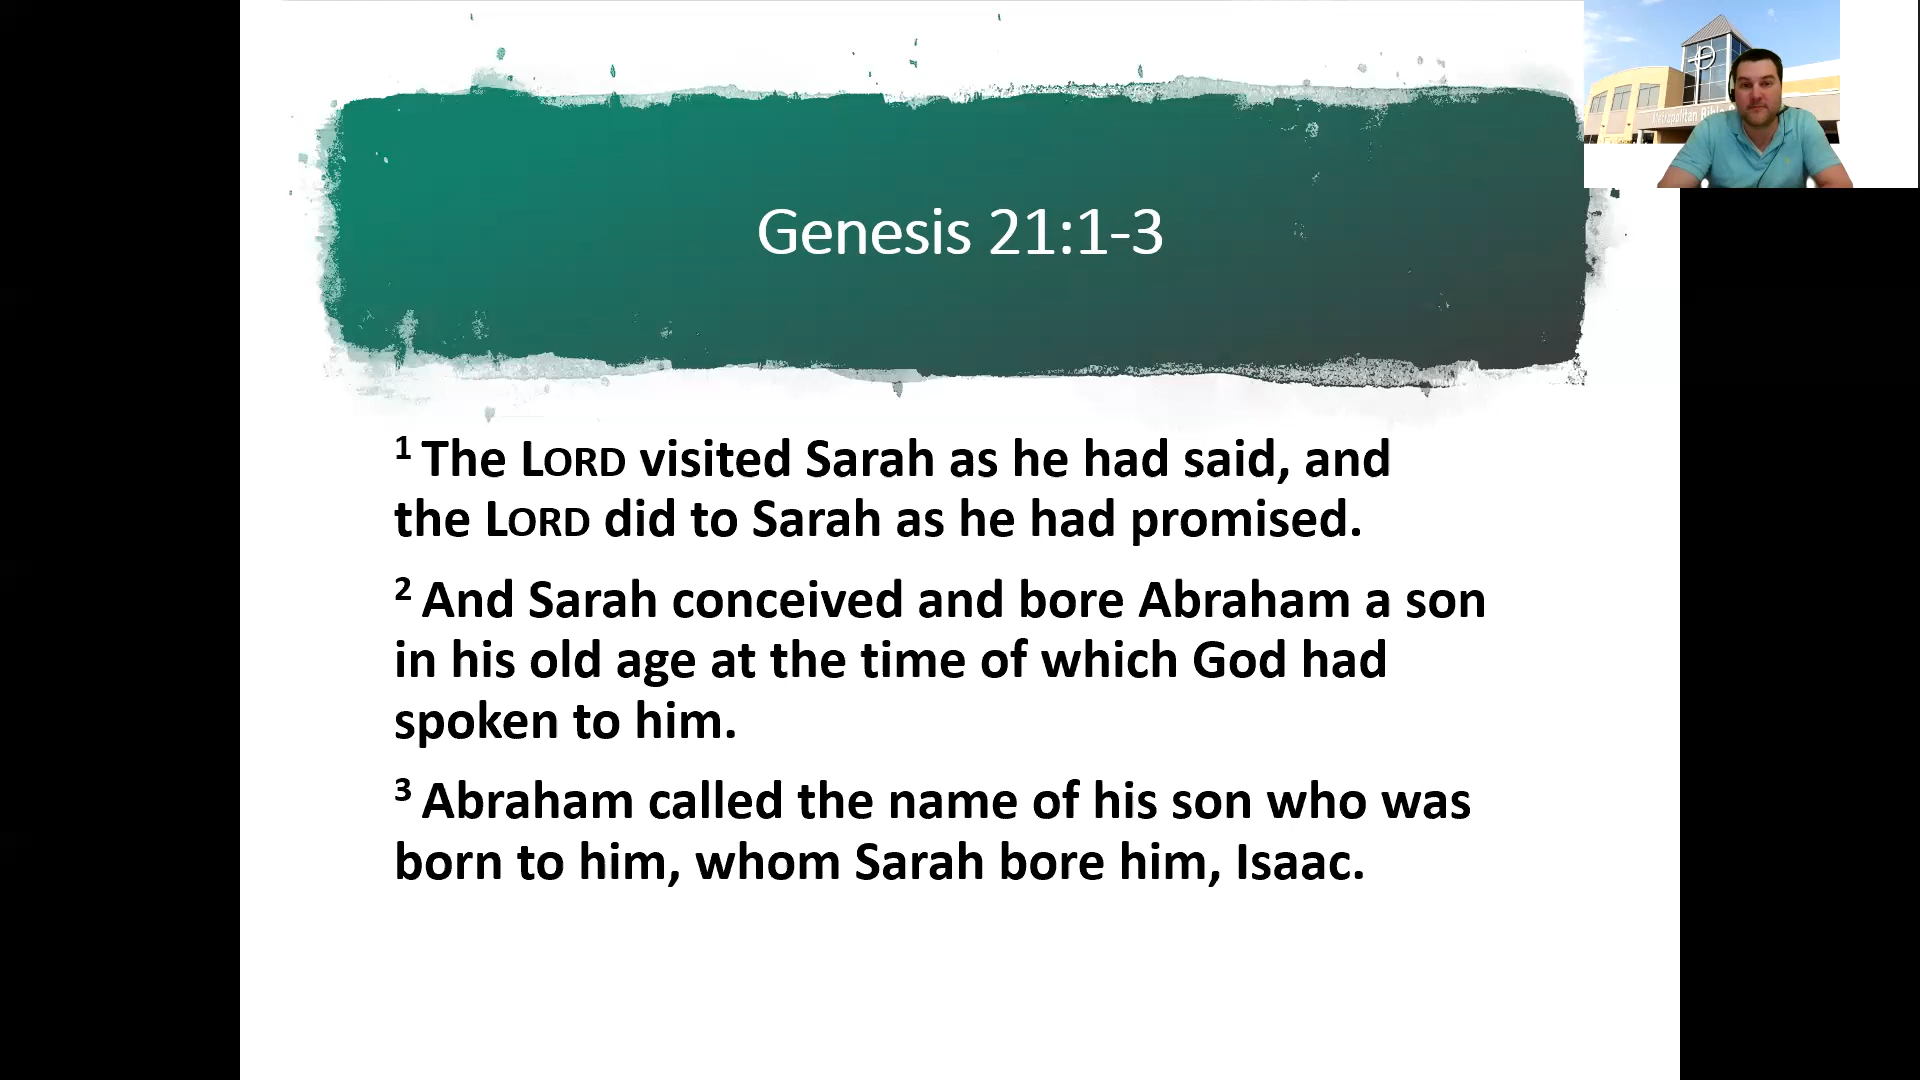 Genesis 21:1-3
Metropolitan Bible
1 The LORD visited Sarah as he had said, and
the LORD did to Sarah as he had promised.
2 And Sarah conceived and bore Abraham a son
in his old age at the time of which God had
spoken to him.
3 Abraham called the name of his son who was
born to him, whom Sarah bore him, Isaac.